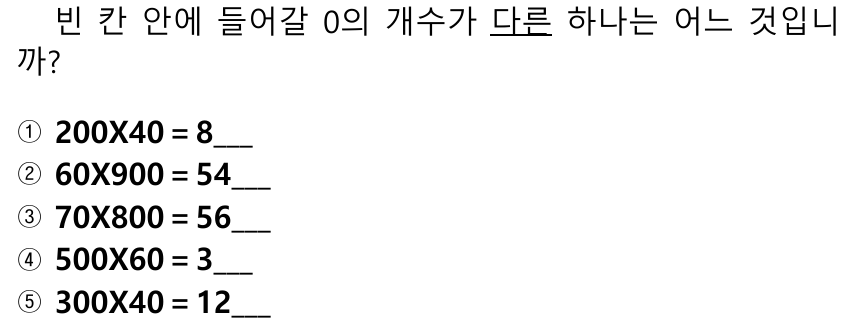 빈 칸 안에 들어갈 0의 개수가 다른 하나는 어느 것입니
까?
① 200X40 = 8___
② 60X900 = 54___
③ 70X800 = 56___
④ 500X60 = 3___
⑤ 300X40 = 12___